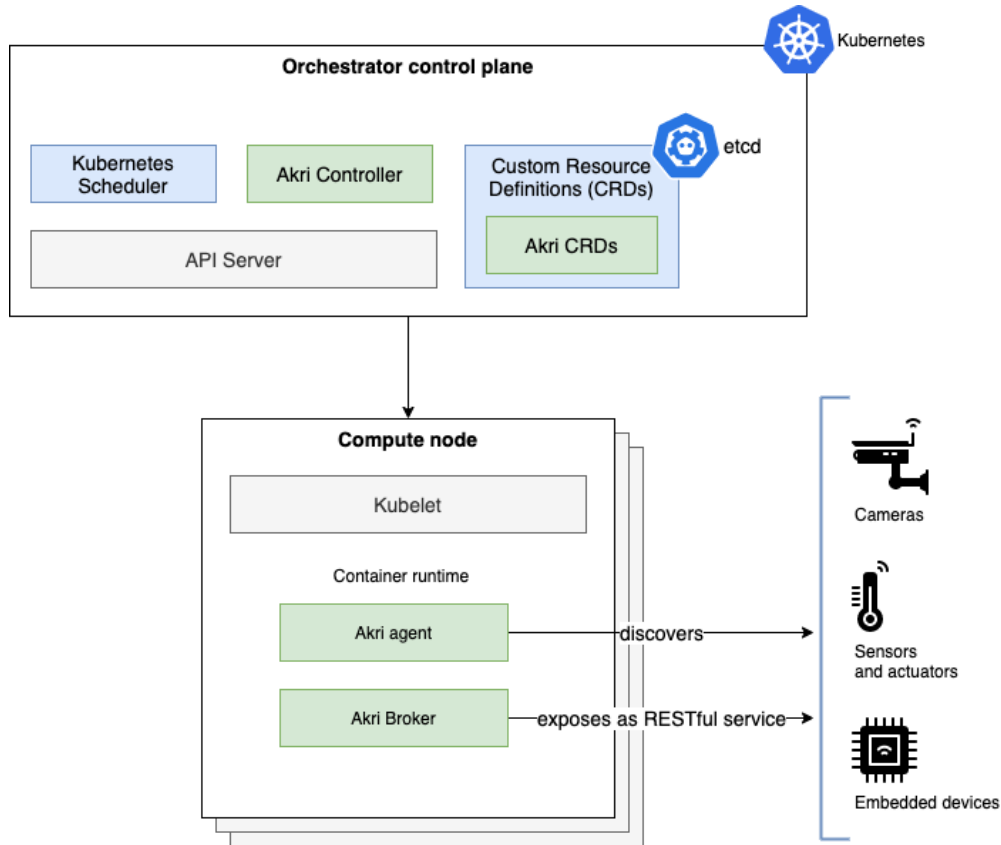 Kubernetes
Orchestrator control plane
Kubernetes
Scheduler
Akri Controller
Custom Resource
Definitions (CRDs)
etcd
Akri CRDs
API Server
Compute node
Kubelet
Container runtime
Akri agent
discovers
Akri Broker
exposes as RESTful service
Cameras
Sensors
and actuators
Embedded devices